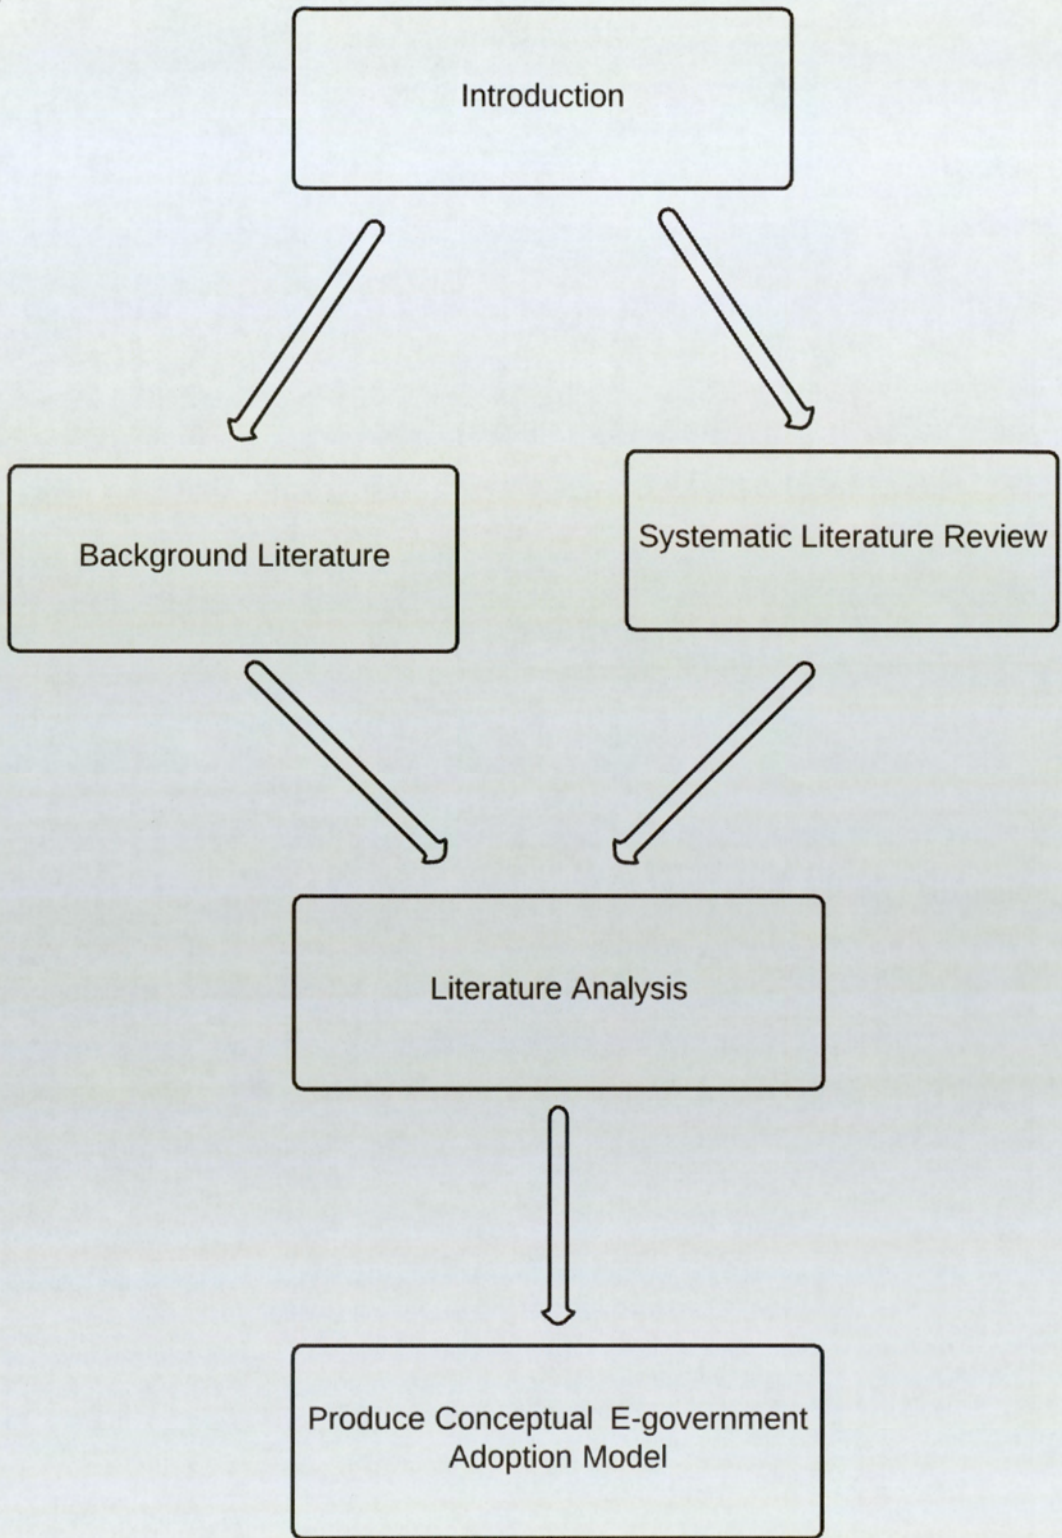 Introduction
Background Literature
Systematic Literature Review
Literature Analysis
Produce Conceptual E-government
Adoption Model